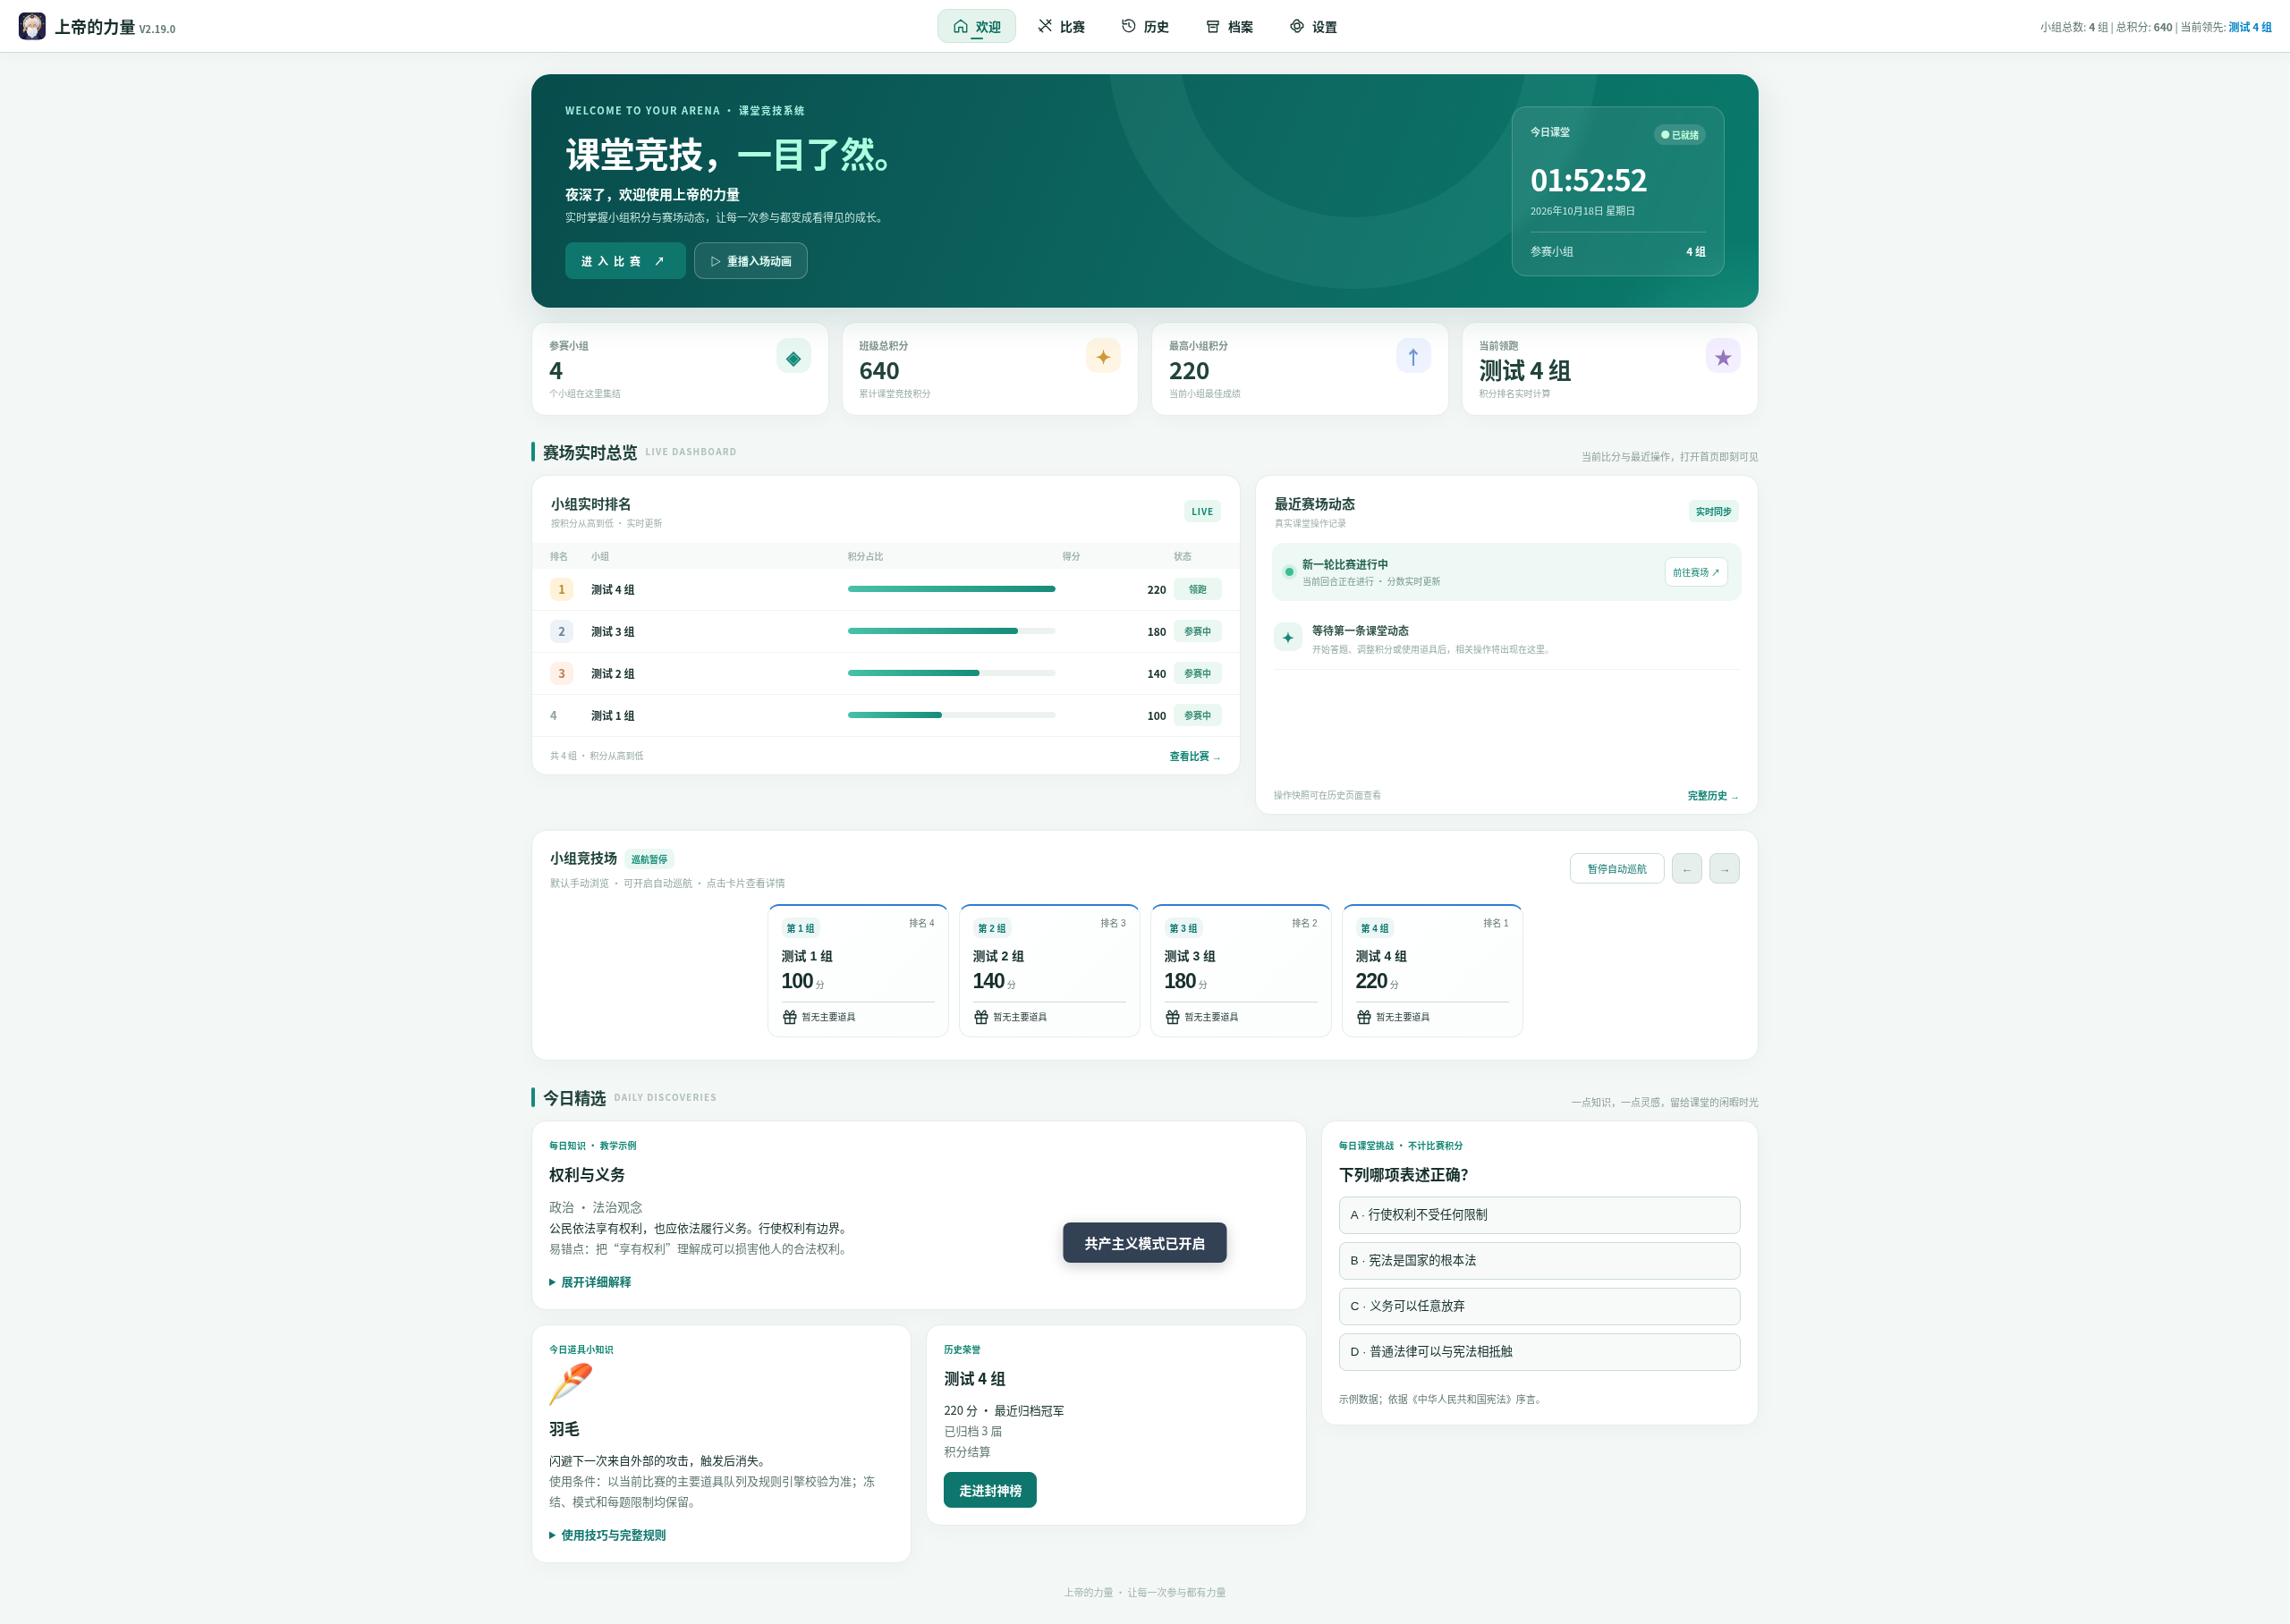 上帝的力量 V2.19.0
欢迎
比赛
历史
档案
设置
小组总数: 4 组 | 总积分: 640 | 当前领先: 测试 4 组
WELCOME TO YOUR ARENA · 课堂竞技系统
课堂竞技，一目了然。
夜深了，欢迎使用上帝的力量
实时掌握小组积分与赛场动态，让每一次参与都变成看得见的成长。
进入比赛 ↗
▷ 重播入场动画
今日课堂
已就绪
01:52:52
2026年10月18日 星期日
参赛小组 4 组
参赛小组
4
个小组在这里集结
班级总积分
640
累计课堂竞技积分
最高小组积分
220
当前小组最佳成绩
当前领跑
测试 4 组
积分排名实时计算
赛场实时总览 LIVE DASHBOARD
当前比分与最近操作，打开首页即刻可见
小组实时排名
按积分从高到低 · 实时更新
LIVE
排名 小组 积分占比 得分 状态
1 测试 4 组 220 领跑
2 测试 3 组 180 参赛中
3 测试 2 组 140 参赛中
4 测试 1 组 100 参赛中
共 4 组 · 积分从高到低
查看比赛 →
最近赛场动态
真实课堂操作记录
实时同步
新一轮比赛进行中
当前回合正在进行 · 分数实时更新
前往赛场 ↗
等待第一条课堂动态
开始答题、调整积分或使用道具后，相关操作将出现在这里。
操作快照可在历史页面查看
完整历史 →
小组竞技场 巡航暂停
默认手动浏览 · 可开启自动巡航 · 点击卡片查看详情
暂停自动巡航 ← →
第 1 组 排名 4
测试 1 组
100 分
暂无主要道具
第 2 组 排名 3
测试 2 组
140 分
暂无主要道具
第 3 组 排名 2
测试 3 组
180 分
暂无主要道具
第 4 组 排名 1
测试 4 组
220 分
暂无主要道具
今日精选 DAILY DISCOVERIES
一点知识，一点灵感，留给课堂的闲暇时光
每日知识 · 教学示例
权利与义务
政治 · 法治观念
公民依法享有权利，也应依法履行义务。行使权利有边界。
易错点：把“享有权利”理解成可以损害他人的合法权利。
▶ 展开详细解释
共产主义模式已开启
每日课堂挑战 · 不计比赛积分
下列哪项表述正确？
A · 行使权利不受任何限制
B · 宪法是国家的根本法
C · 义务可以任意放弃
D · 普通法律可以与宪法相抵触
示例数据；依据《中华人民共和国宪法》序言。
今日道具小知识
羽毛
闪避下一次来自外部的攻击，触发后消失。
使用条件：以当前比赛的主要道具队列及规则引擎校验为准；冻
结、模式和每题限制均保留。
▶ 使用技巧与完整规则
历史荣誉
测试 4 组
220 分 · 最近归档冠军
已归档 3 届
积分结算
走进封神榜
上帝的力量 · 让每一次参与都有力量